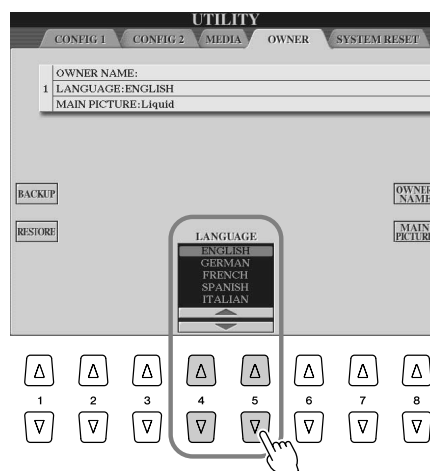 UTILITY
CONFIG 1 CONFIG 2 MEDIA OWNER SYSTEM RESET
OWNER NAME:
1 LANGUAGE:ENGLISH
MAIN PICTURE:Liquid
BACKUP
OWNER
NAME
RESTORE
MAIN
PICTURE
LANGUAGE
ENGLISH
GERMAN
FRENCH
SPANISH
ITALIAN
1 2 3 4 5 6 7 8